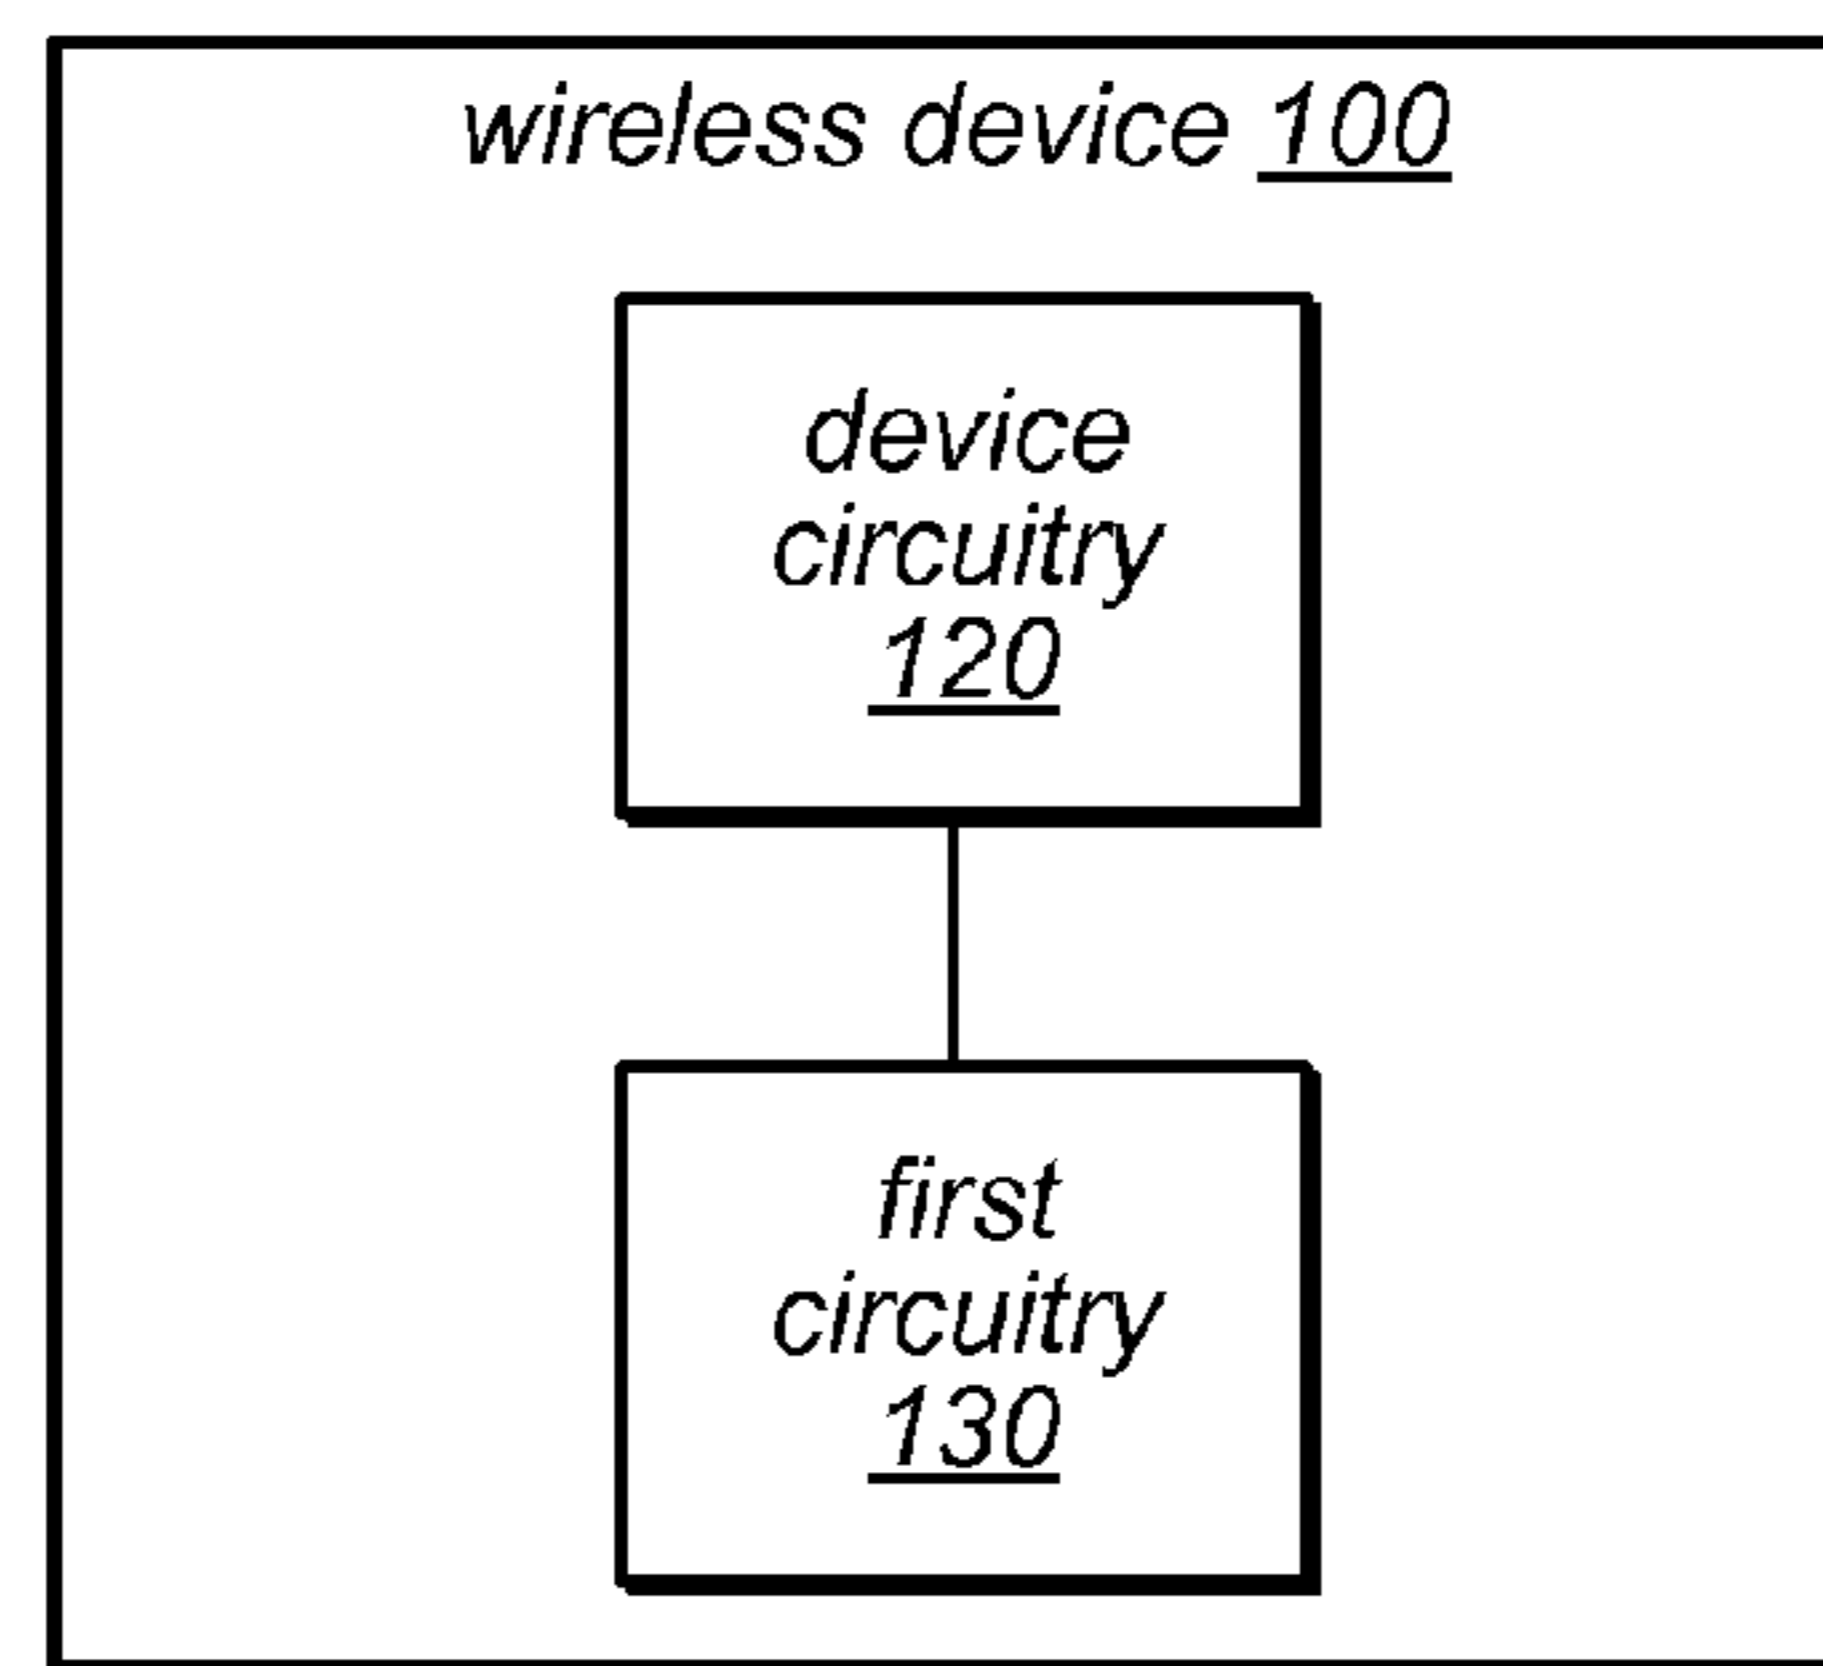 wireless device 100
device
circuitry
120
first
circuitry
130